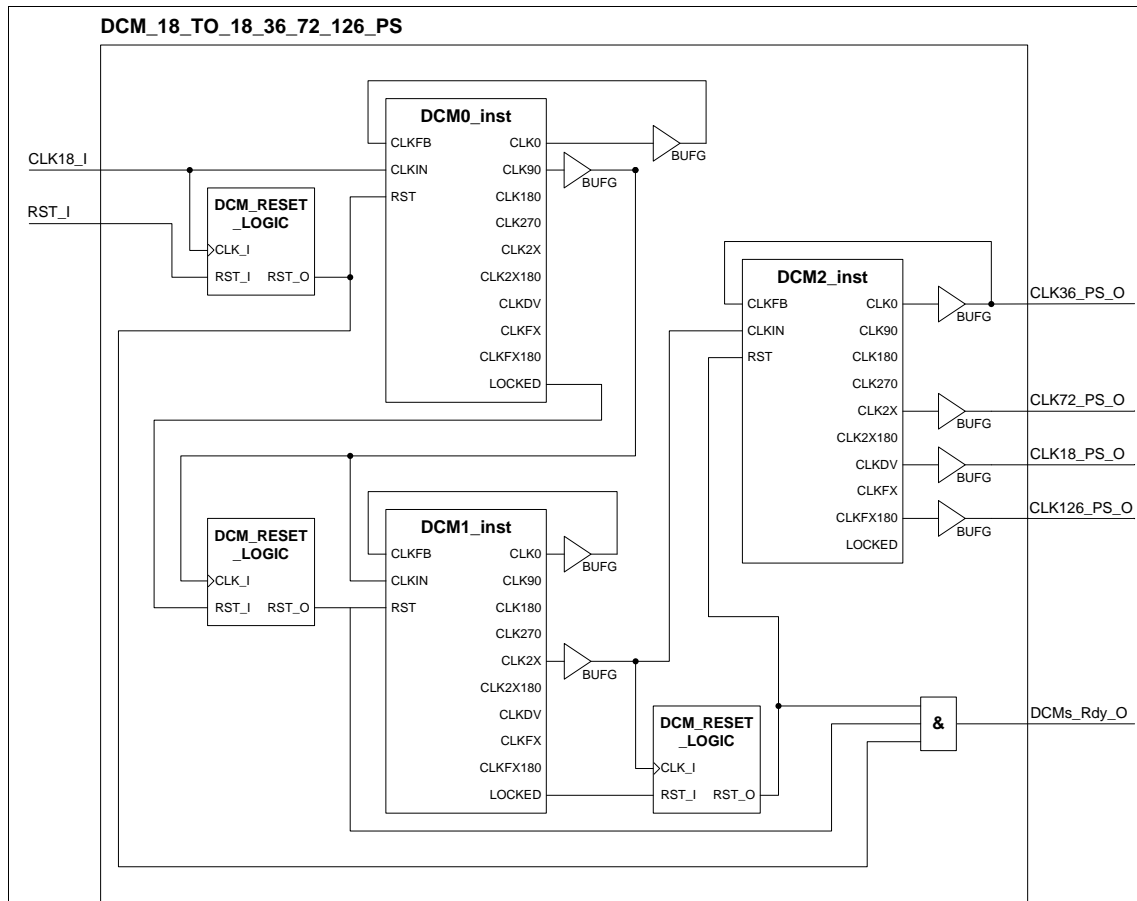 DCM_18_TO_18_36_72_126_PS
CLK18_I
RST_I
DCM_RESET
_LOGIC
CLK_I
RST_I RST_O
DCM0_inst
CLKFB CLK0
CLKIN CLK90
RST CLK180
CLK270
CLK2X
CLK2X180
CLKDV
CLKFX
CLKFX180
LOCKED
BUFG
BUFG
DCM2_inst
CLKFB CLK0
CLKIN CLK90
RST CLK180
CLK270
CLK2X
CLK2X180
CLKDV
CLKFX
CLKFX180
LOCKED
BUFG
BUFG
BUFG
BUFG
CLK36_PS_O
CLK72_PS_O
CLK18_PS_O
CLK126_PS_O
DCM_RESET
_LOGIC
CLK_I
RST_I RST_O
DCM1_inst
CLKFB CLK0
CLKIN CLK90
RST CLK180
CLK270
CLK2X
CLK2X180
CLKDV
CLKFX
CLKFX180
LOCKED
BUFG
BUFG
DCM_RESET
_LOGIC
CLK_I
RST_I RST_O
&
DCMs_Rdy_O